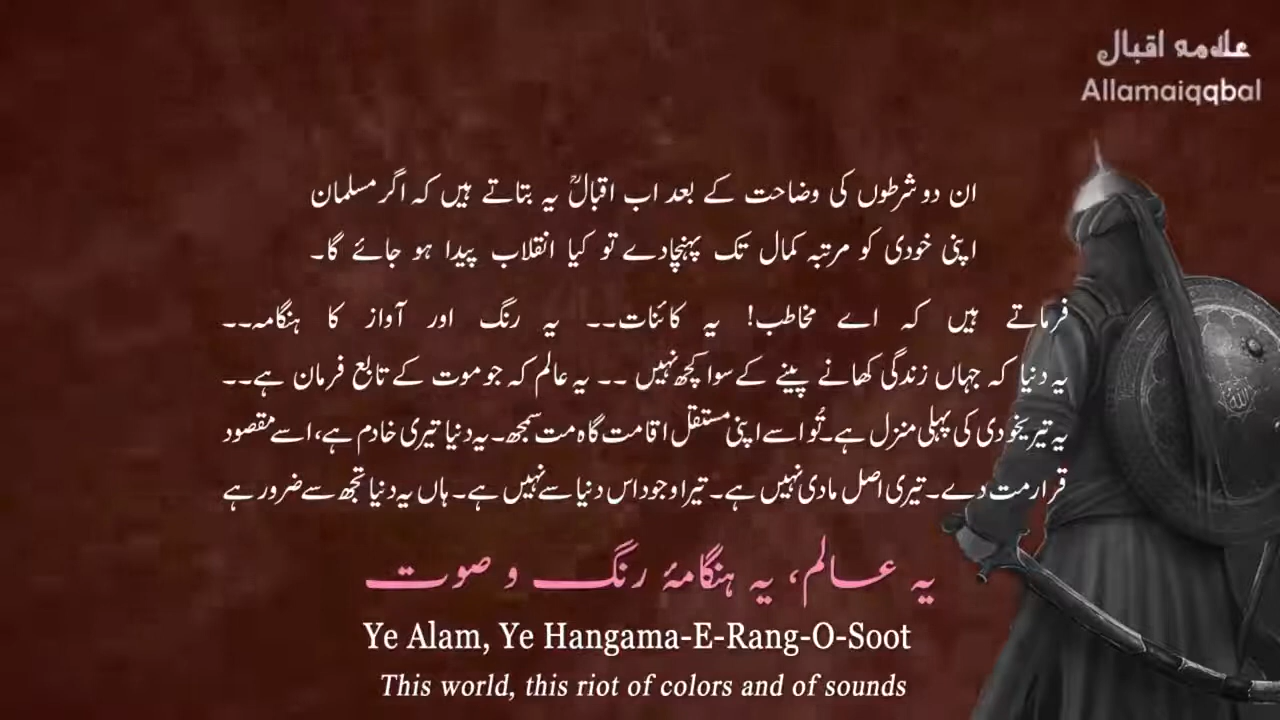 علامہ اقبال
Allamaiqqbal
ان دو شرطوں کی وضاحت کے بعد اب اقبالؒ یہ بتاتے ہیں کہ اگر مسلمان
اپنی خودی کو مرتبہ کمال تک پہنچا دے تو کیا انقلاب پیدا ہو جائے گا۔
فرماتے ہیں کہ اے مخاطب! یہ کائنات۔۔ یہ رنگ اور آواز کا ہنگامہ۔۔
یہ دنیا کہ جہاں زندگی کھانے پینے کے سوا کچھ نہیں ۔۔ یہ عالم کہ جو موت کے تابع فرمان ہے۔۔
یہ تیری خودی کی پہلی منزل ہے۔ تُو اسے اپنی مستقل اقامت گاہ مت سمجھ۔ یہ دنیا تیری خادم ہے، اسے مقصود
قرار مت دے۔ تیری اصل مادی نہیں ہے۔ تیرا وجود اس دنیا سے نہیں ہے۔ ہاں یہ دنیا تجھ سے ضرور ہے
یہ عالم، یہ ہنگامۂ رنگ و صوت
Ye Alam, Ye Hangama-E-Rang-O-Soot
This world, this riot of colors and of sounds